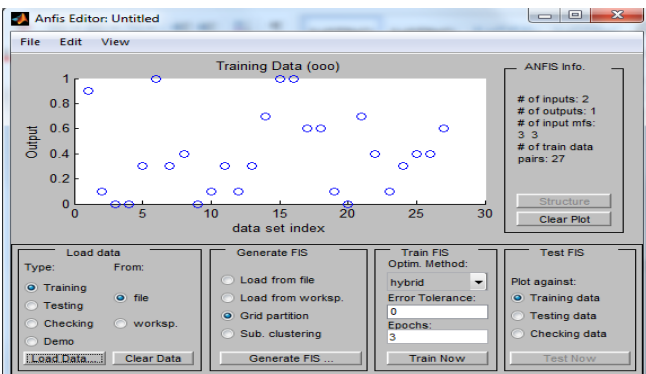 Anfis Editor: Untitled
File Edit View
Training Data (ooo)
Output
1
0.8
0.6
0.4
0.2
0
0 5 10 15 20 25 30
data set index
ANFIS Info.
# of inputs: 2
# of outputs: 1
# of input mfs:
3 3
# of train data
pairs: 27
Structure
Clear Plot
Load data
Type: From:
Training
Testing
Checking
Demo
file
worksp.
Load Data... Clear Data
Generate FIS
Load from file
Load from worksp.
Grid partition
Sub. clustering
Generate FIS ...
Train FIS
Optim. Method:
hybrid
Error Tolerance:
0
Epochs:
3
Train Now
Test FIS
Plot against:
Training data
Testing data
Checking data
Test Now